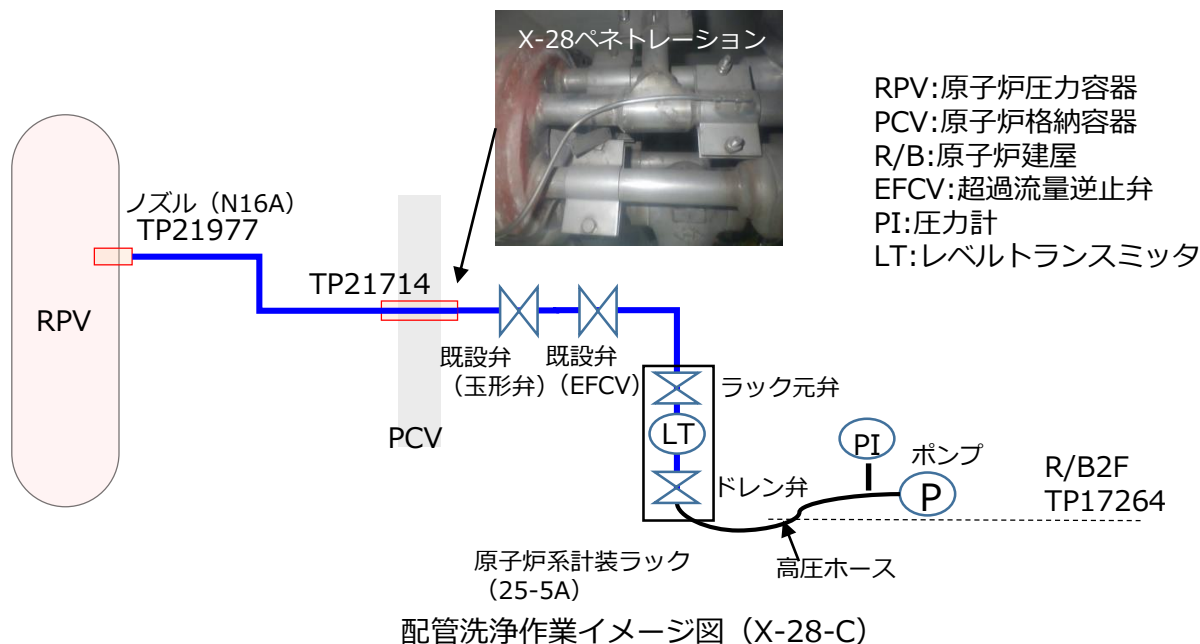 X-28ペネトレーション
RPV:原子炉圧力容器
PCV:原子炉格納容器
R/B:原子炉建屋
EFCV:超過流量逆止弁
PI:圧力計
LT:レベルトランスミッタ
ノズル（N16A）
TP21977
TP21714
RPV
既設弁
（玉形弁）
既設弁
（EFCV）
PCV
ラック元弁
LT
ドレン弁
PI
ポンプ
P
R/B2F
TP17264
高圧ホース
原子炉系計装ラック
（25-5A）
配管洗浄作業イメージ図（X-28-C）